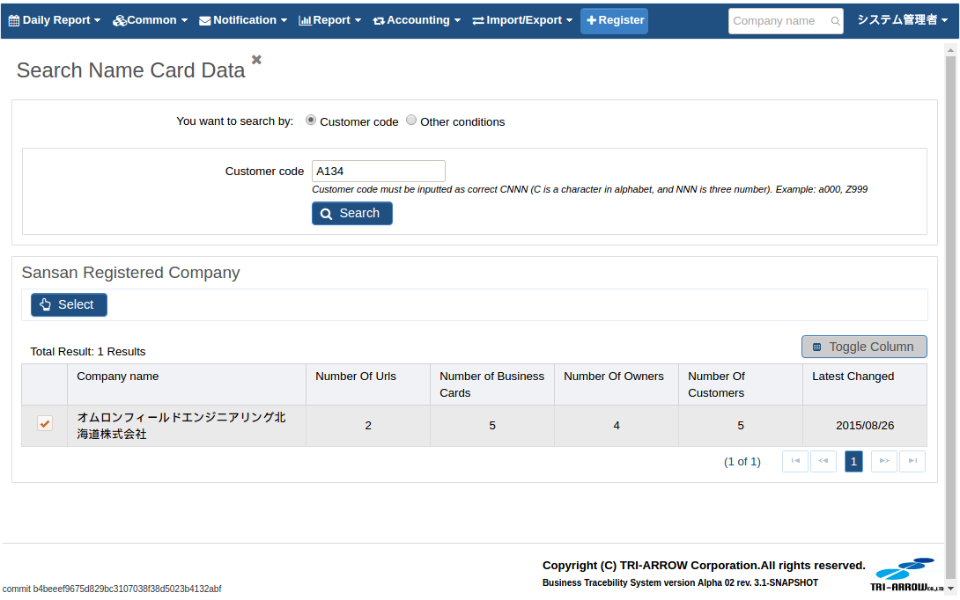 Daily Report Common Notification Report Accounting Import/Export Register Company name システム管理者
Search Name Card Data
You want to search by: Customer code Other conditions
Customer code A134
Customer code must be inputted as correct CNNN (C is a character in alphabet, and NNN is three number). Example: a000, Z999
Search
Sansan Registered Company
Select
Total Result: 1 Results
Toggle Column
Company name Number Of Urls Number of Business Cards Number Of Owners Number Of Customers Latest Changed
オムロンフィールドエンジニアリング北
海道株式会社
2 5 4 5 2015/08/26
(1 of 1) 1
Copyright (C) TRI-ARROW Corporation.All rights reserved.
Business Tracebility System version Alpha 02 rev. 3.1-SNAPSHOT
TRI-ARROW CO.,LTD
commit b4beeef9675d829bc3107038f38d5023b4132abf